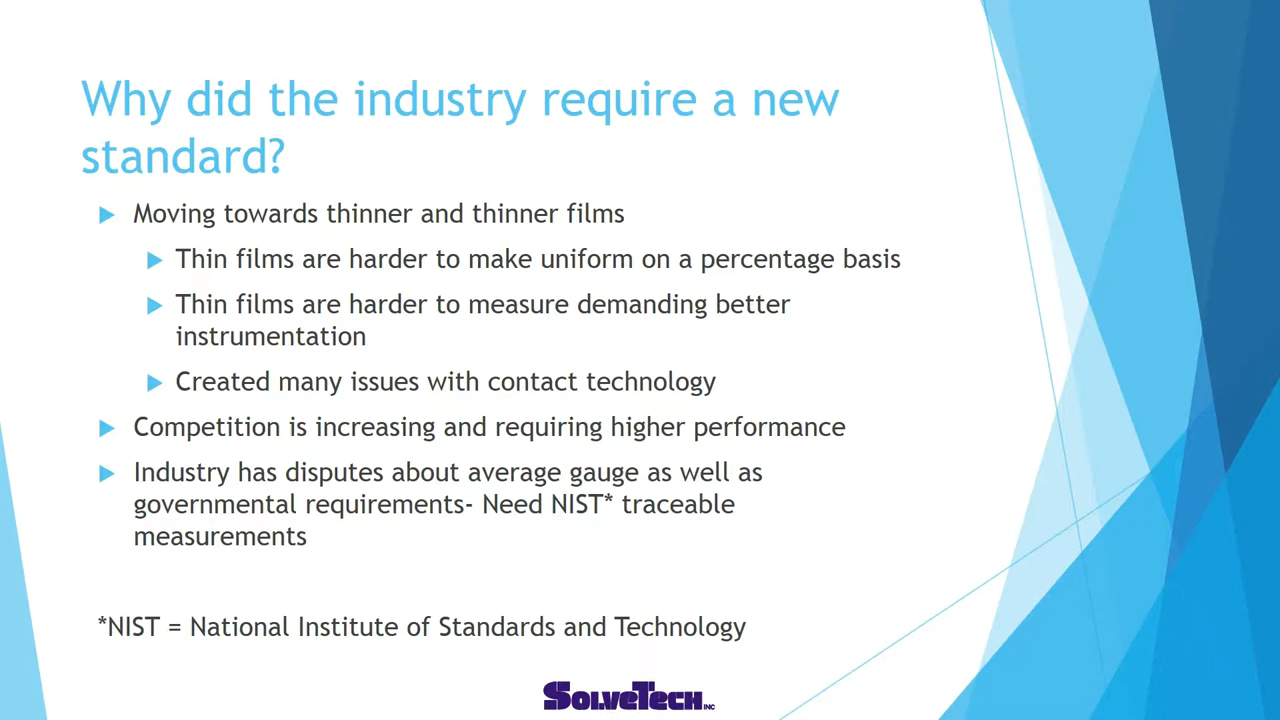 Why did the industry require a new
standard?
Moving towards thinner and thinner films
Thin films are harder to make uniform on a percentage basis
Thin films are harder to measure demanding better
instrumentation
Created many issues with contact technology
Competition is increasing and requiring higher performance
Industry has disputes about average gauge as well as
governmental requirements- Need NIST* traceable
measurements
*NIST = National Institute of Standards and Technology
SOLVETECH INC